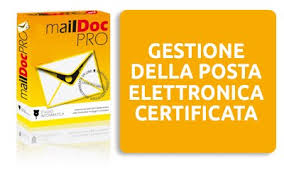 mailDoc
PRO
GESTIONE
DELLA POSTA
ELETTRONICA
CERTIFICATA